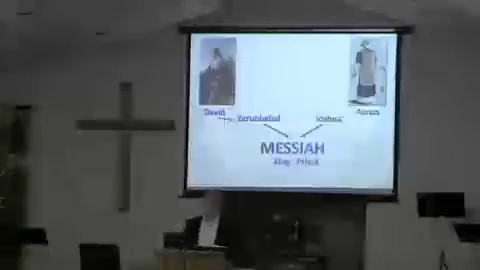 David
Zerubbabel
Joshua
Aaron
MESSIAH
King Priest